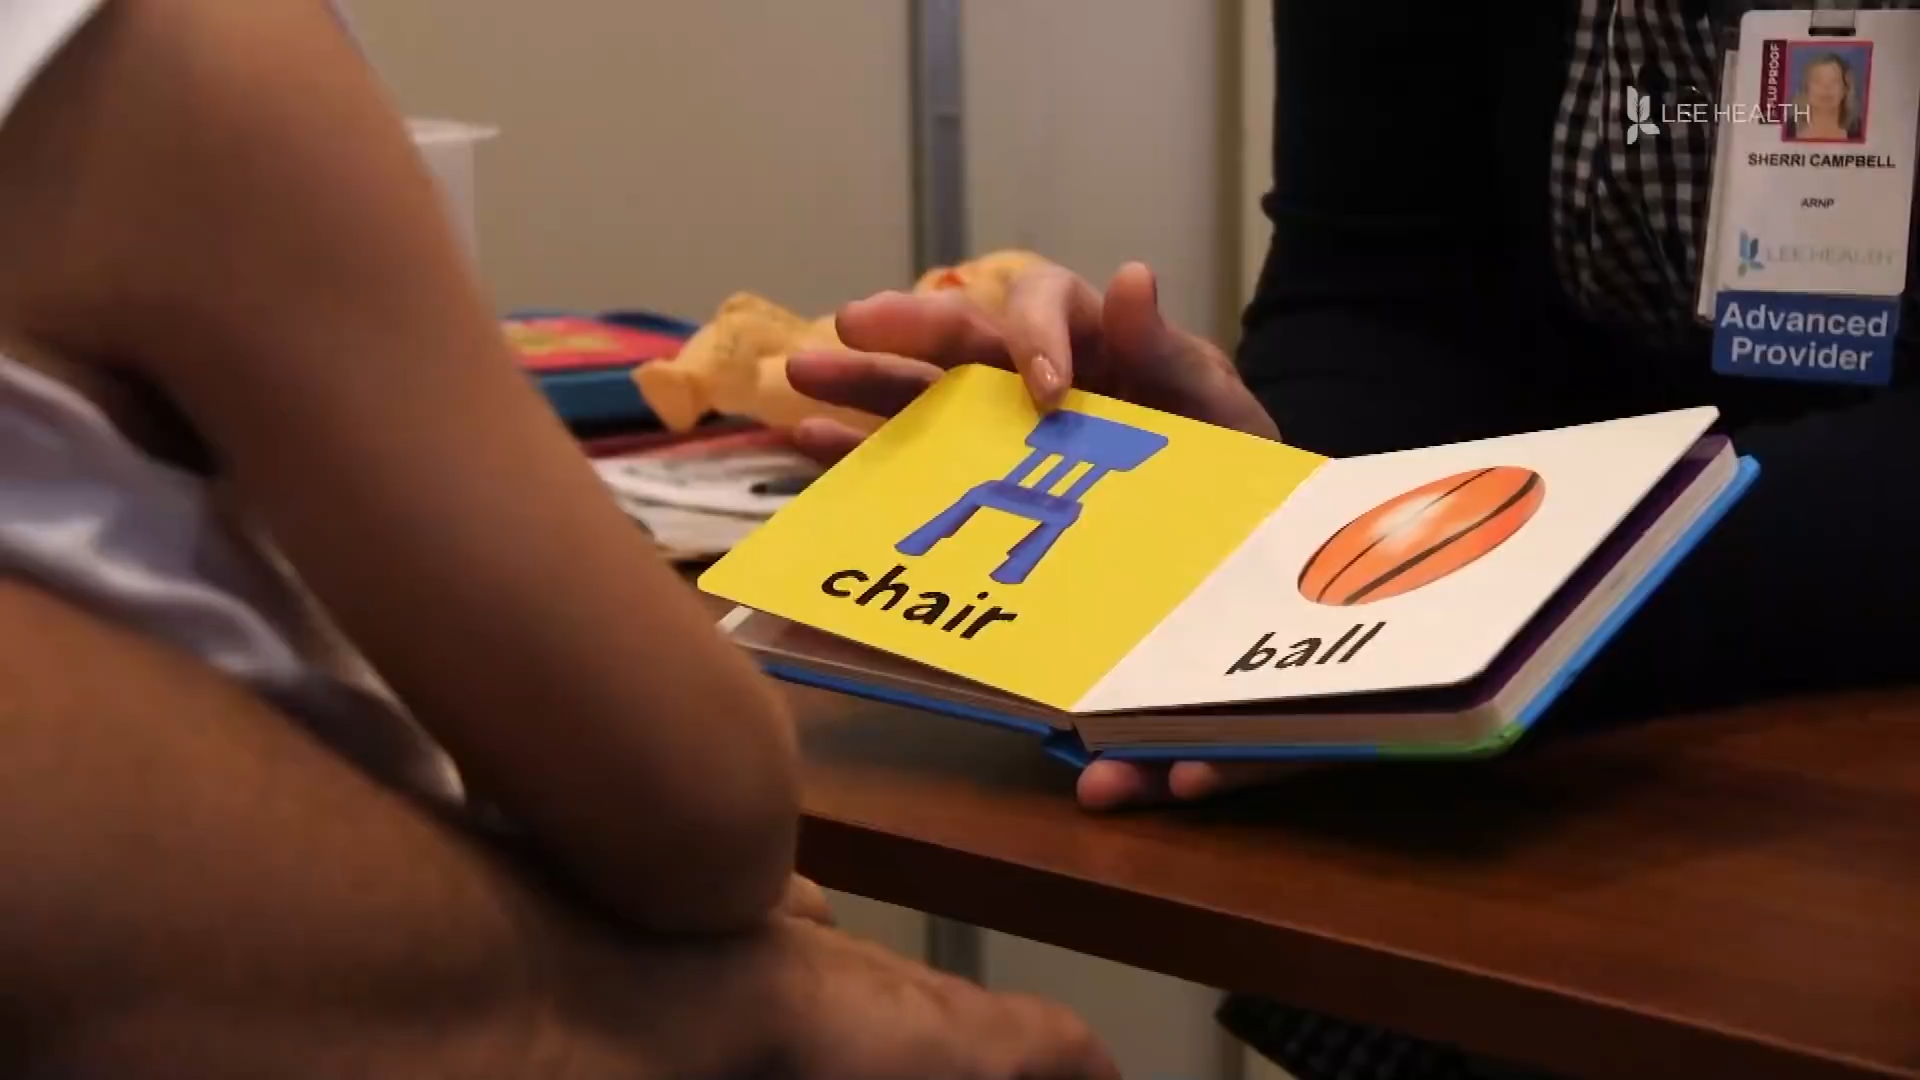 FLU PROOF
LEE HEALTH
SHERRI CAMPBELL
ARNP
LEE HEALTH
Advanced
Provider
chair
ball